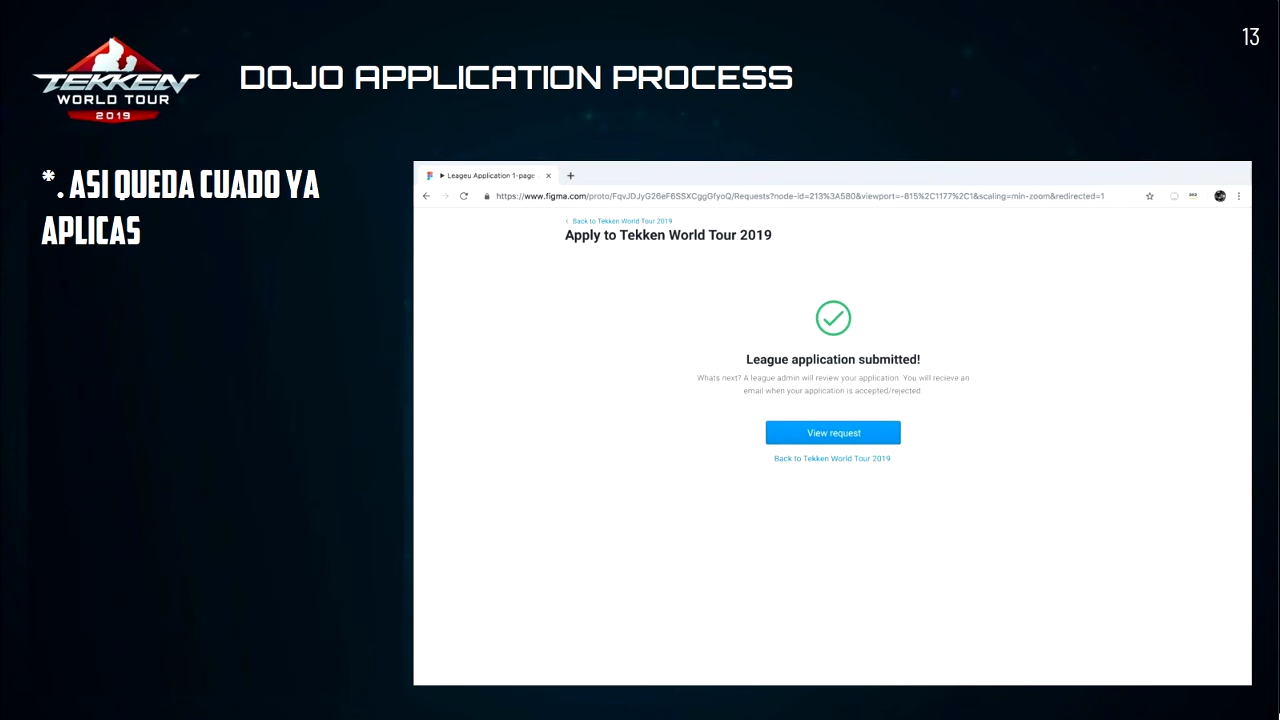 13
TEKKEN
WORLD TOUR
2019
DOJO APPLICATION PROCESS
*. ASI QUEDA CUADO YA
APLICAS
Leageu Application 1-page
https://www.figma.com/proto/FqvJDJyG26eF6SSXCggGfyoQ/Requests?node-id=213%3A580&viewport=-815%2C1177%2C1&scaling=min-zoom&redirected=1
Back to Tekken World Tour 2019
Apply to Tekken World Tour 2019
League application submitted!
Whats next? A league admin will review your application. You will recieve an
email when your application is accepted/rejected
View request
Back to Tekken World Tour 2019